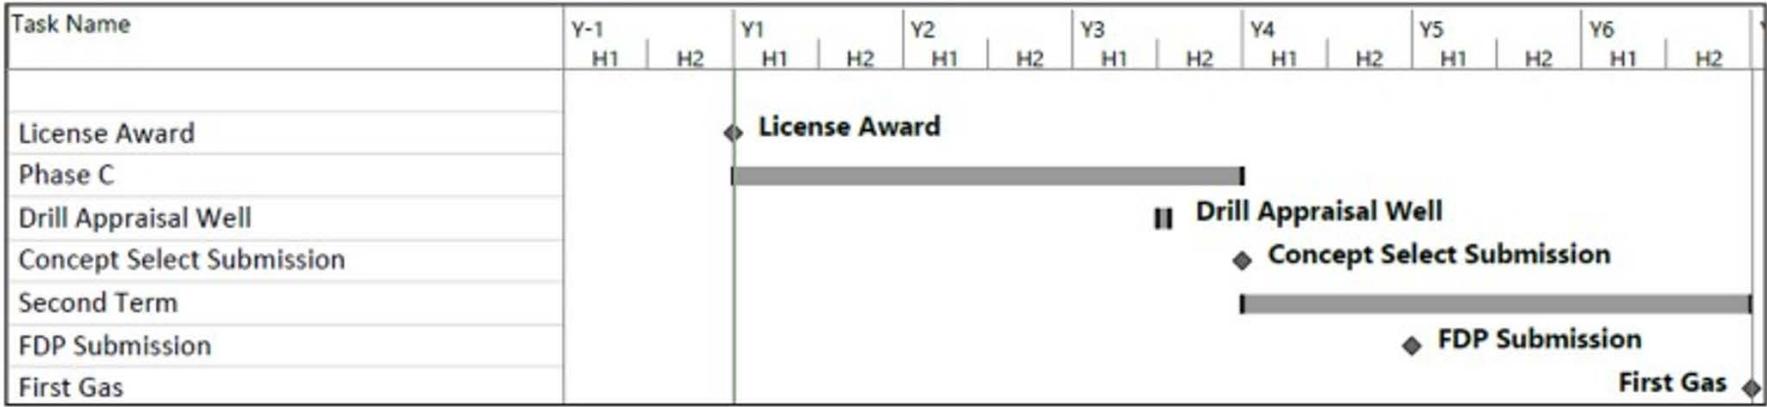 Task Name
Y-1 Y1 Y2 Y3 Y4 Y5 Y6
H1 H2 H1 H2 H1 H2 H1 H2 H1 H2 H1 H2 H1 H2
License Award License Award
Phase C
Drill Appraisal Well Drill Appraisal Well
Concept Select Submission Concept Select Submission
Second Term
FDP Submission FDP Submission
First Gas First Gas